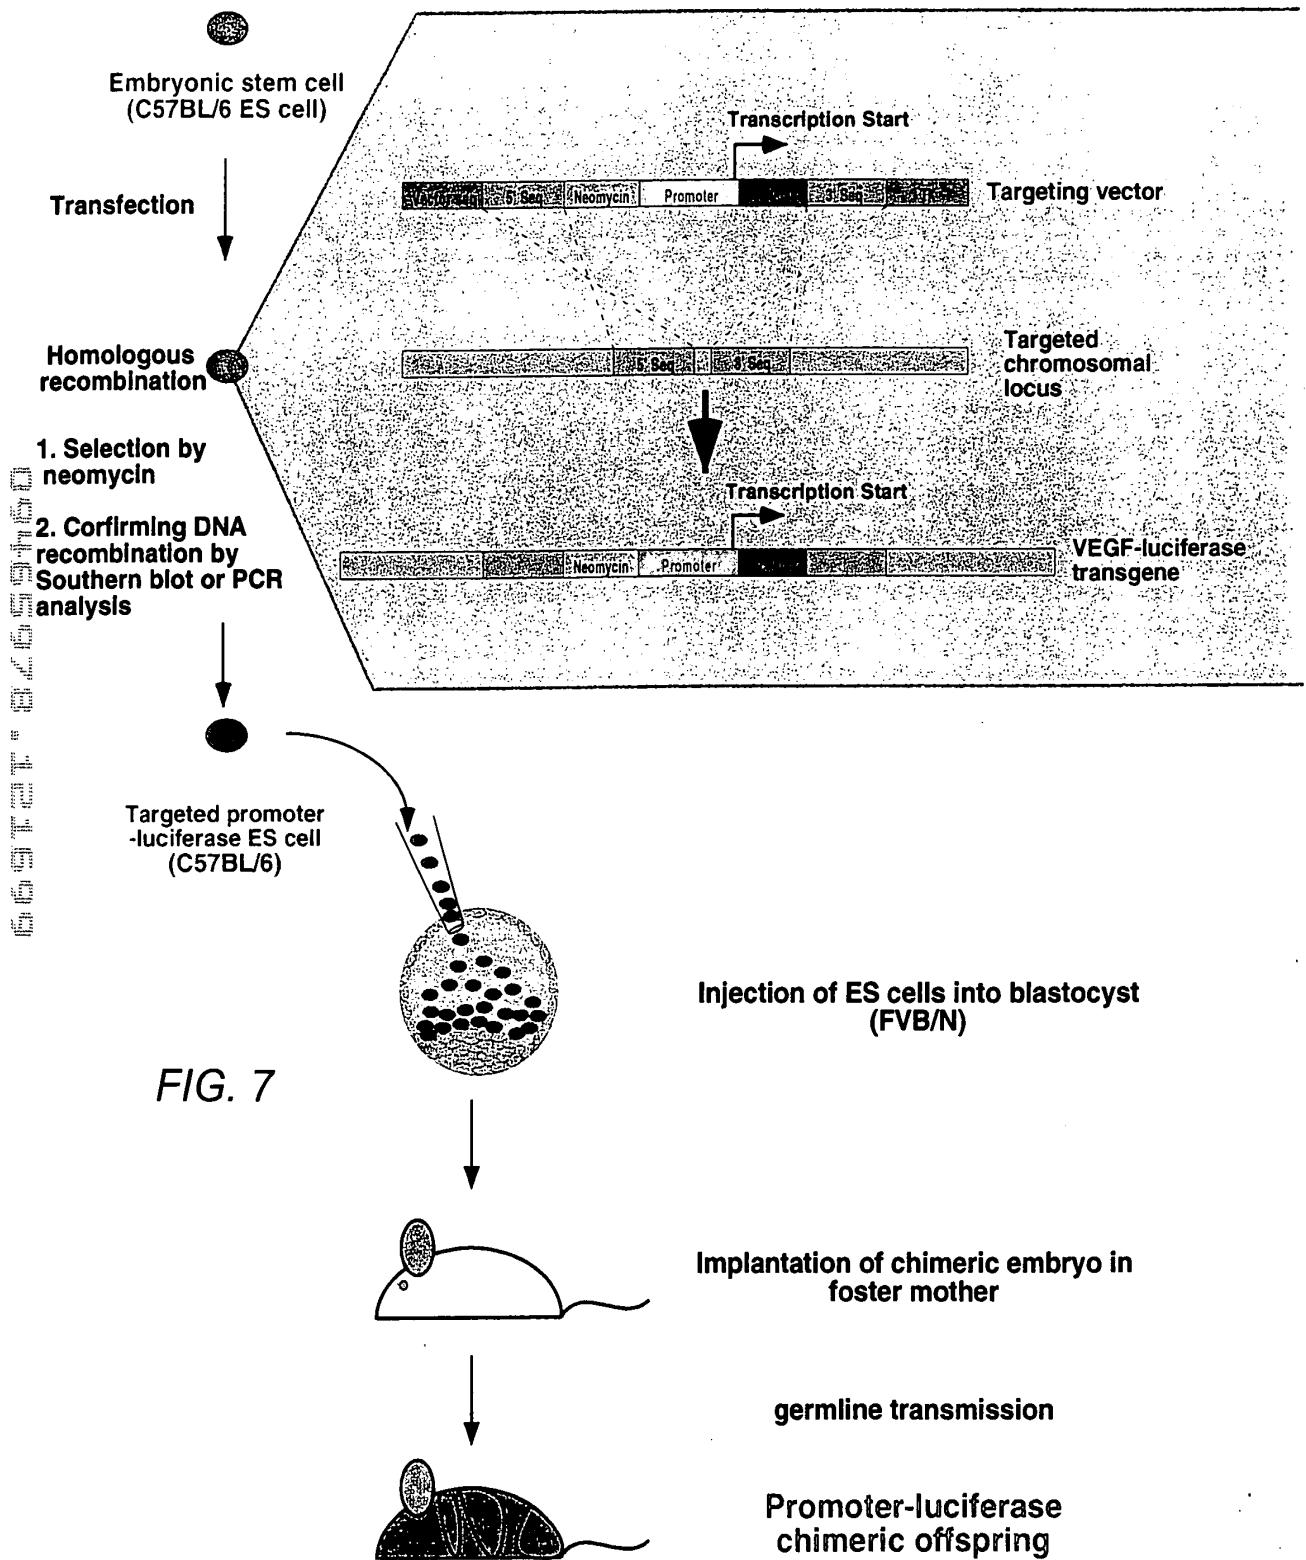 Embryonic stem cell
(C57BL/6 ES cell)
Transfection
Homologous
recombination
1. Selection by
neomycin
2. Corfirming DNA
recombination by
Southern blot or PCR
analysis
Transcription Start
Vector seq 5' Seq Neomycin Promoter 3' Seq
Targeting vector
5' Seq 3' Seq
Targeted
chromosomal
locus
Transcription Start
Neomycin Promoter
VEGF-luciferase
transgene
Targeted promoter
-luciferase ES cell
(C57BL/6)
Injection of ES cells into blastocyst
(FVB/N)
FIG. 7
Implantation of chimeric embryo in
foster mother
germline transmission
Promoter-luciferase
chimeric offspring